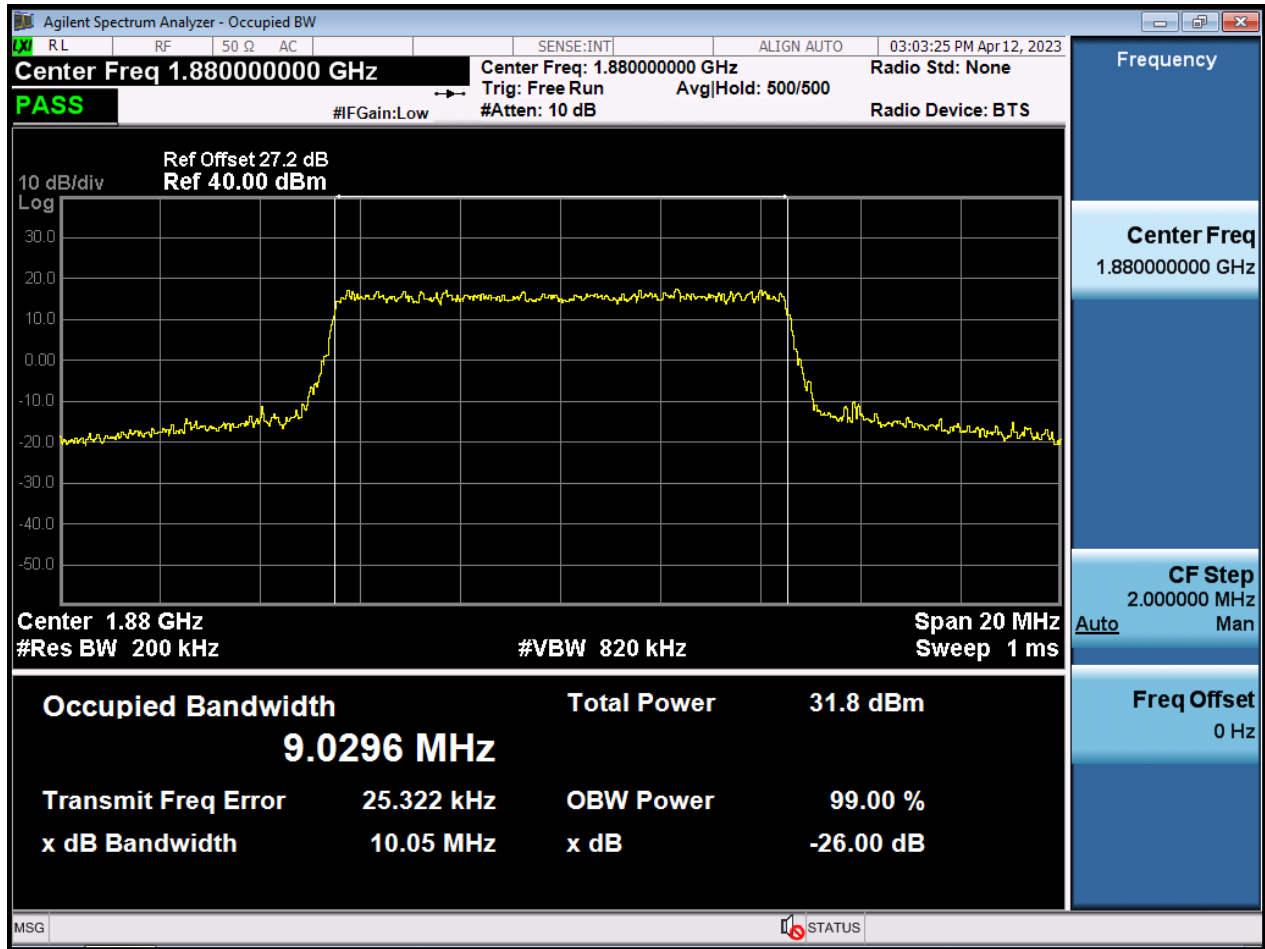 Agilent Spectrum Analyzer - Occupied BW
LXI RL RF 50 Ω AC SENSE:INT ALIGN AUTO 03:03:25 PM Apr 12, 2023
Center Freq 1.880000000 GHz
PASS
#IFGain:Low
Center Freq: 1.880000000 GHz
Trig: Free Run Avg|Hold: 500/500
#Atten: 10 dB
Radio Std: None
Radio Device: BTS
Ref Offset 27.2 dB
10 dB/div Ref 40.00 dBm
Log
30.0
20.0
10.0
0.00
-10.0
-20.0
-30.0
-40.0
-50.0
Center 1.88 GHz Span 20 MHz
#Res BW 200 kHz #VBW 820 kHz Sweep 1 ms
Occupied Bandwidth Total Power 31.8 dBm
9.0296 MHz
Transmit Freq Error 25.322 kHz OBW Power 99.00 %
x dB Bandwidth 10.05 MHz x dB -26.00 dB
Frequency
Center Freq
1.880000000 GHz
CF Step
2.000000 MHz
Auto Man
Freq Offset
0 Hz
MSG STATUS